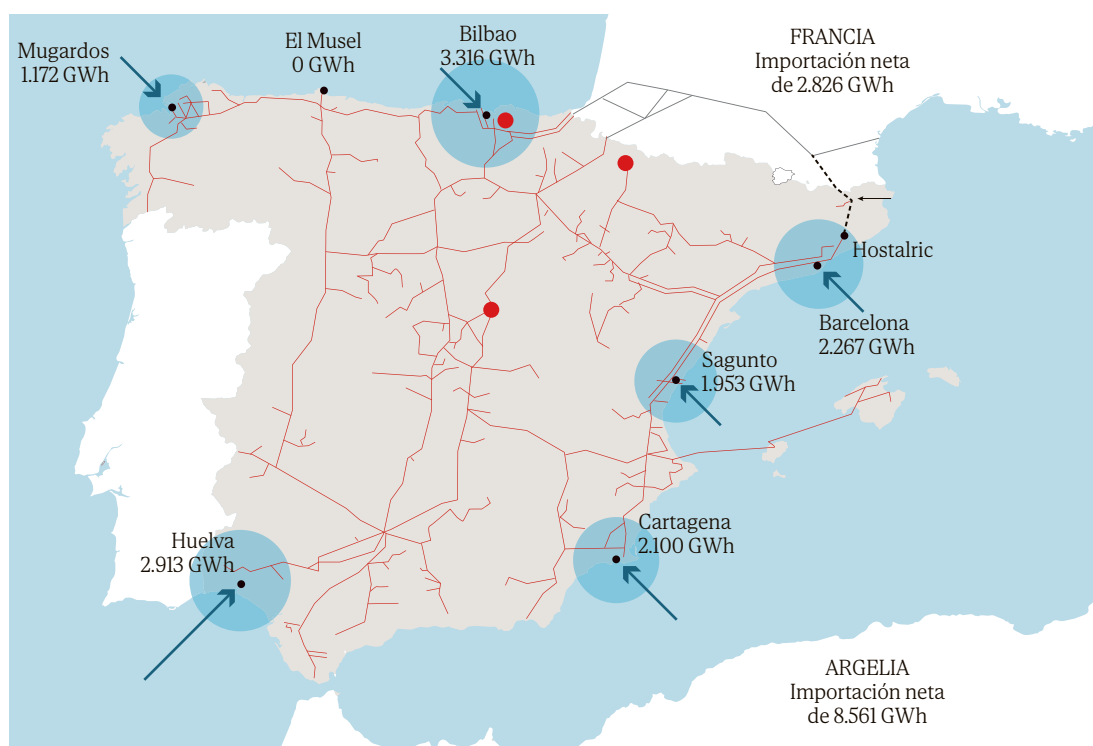 Mugardos
1.172 GWh
El Musel
0 GWh
Bilbao
3.316 GWh
FRANCIA
Importación neta
de 2.826 GWh
Hostalric
Barcelona
2.267 GWh
Sagunto
1.953 GWh
Huelva
2.913 GWh
Cartagena
2.100 GWh
ARGELIA
Importación neta
de 8.561 GWh